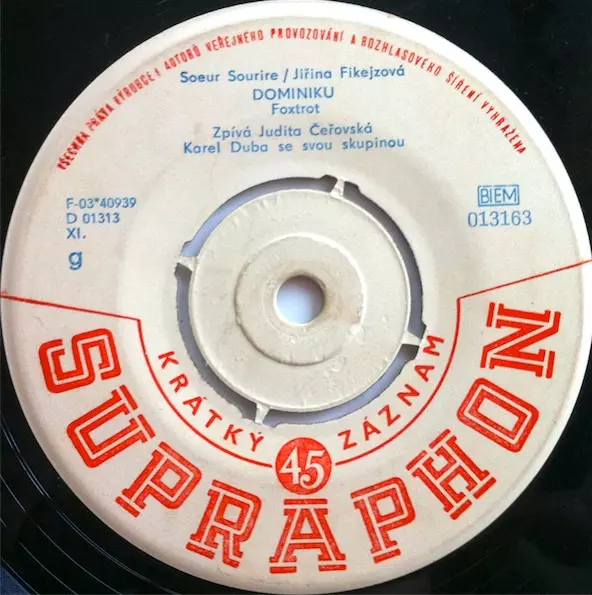 VŠECHNA PRÁVA VÝROBCE I AUTORŮ VEŘEJNÉHO PROVOZOVÁNÍ A ROZHLASOVÉHO ŠÍŘENÍ VYHRAŽENA
Soeur Sourire / Jiřina Fikejzová
DOMINIKU
Foxtrot
Zpívá Judita Čeřovská
Karel Duba se svou skupinou
F-03*40939
D 01313
XI.
g
BIEM
013163
KRÁTKÝ 45 ZÁZNAM
SUPRAPHON